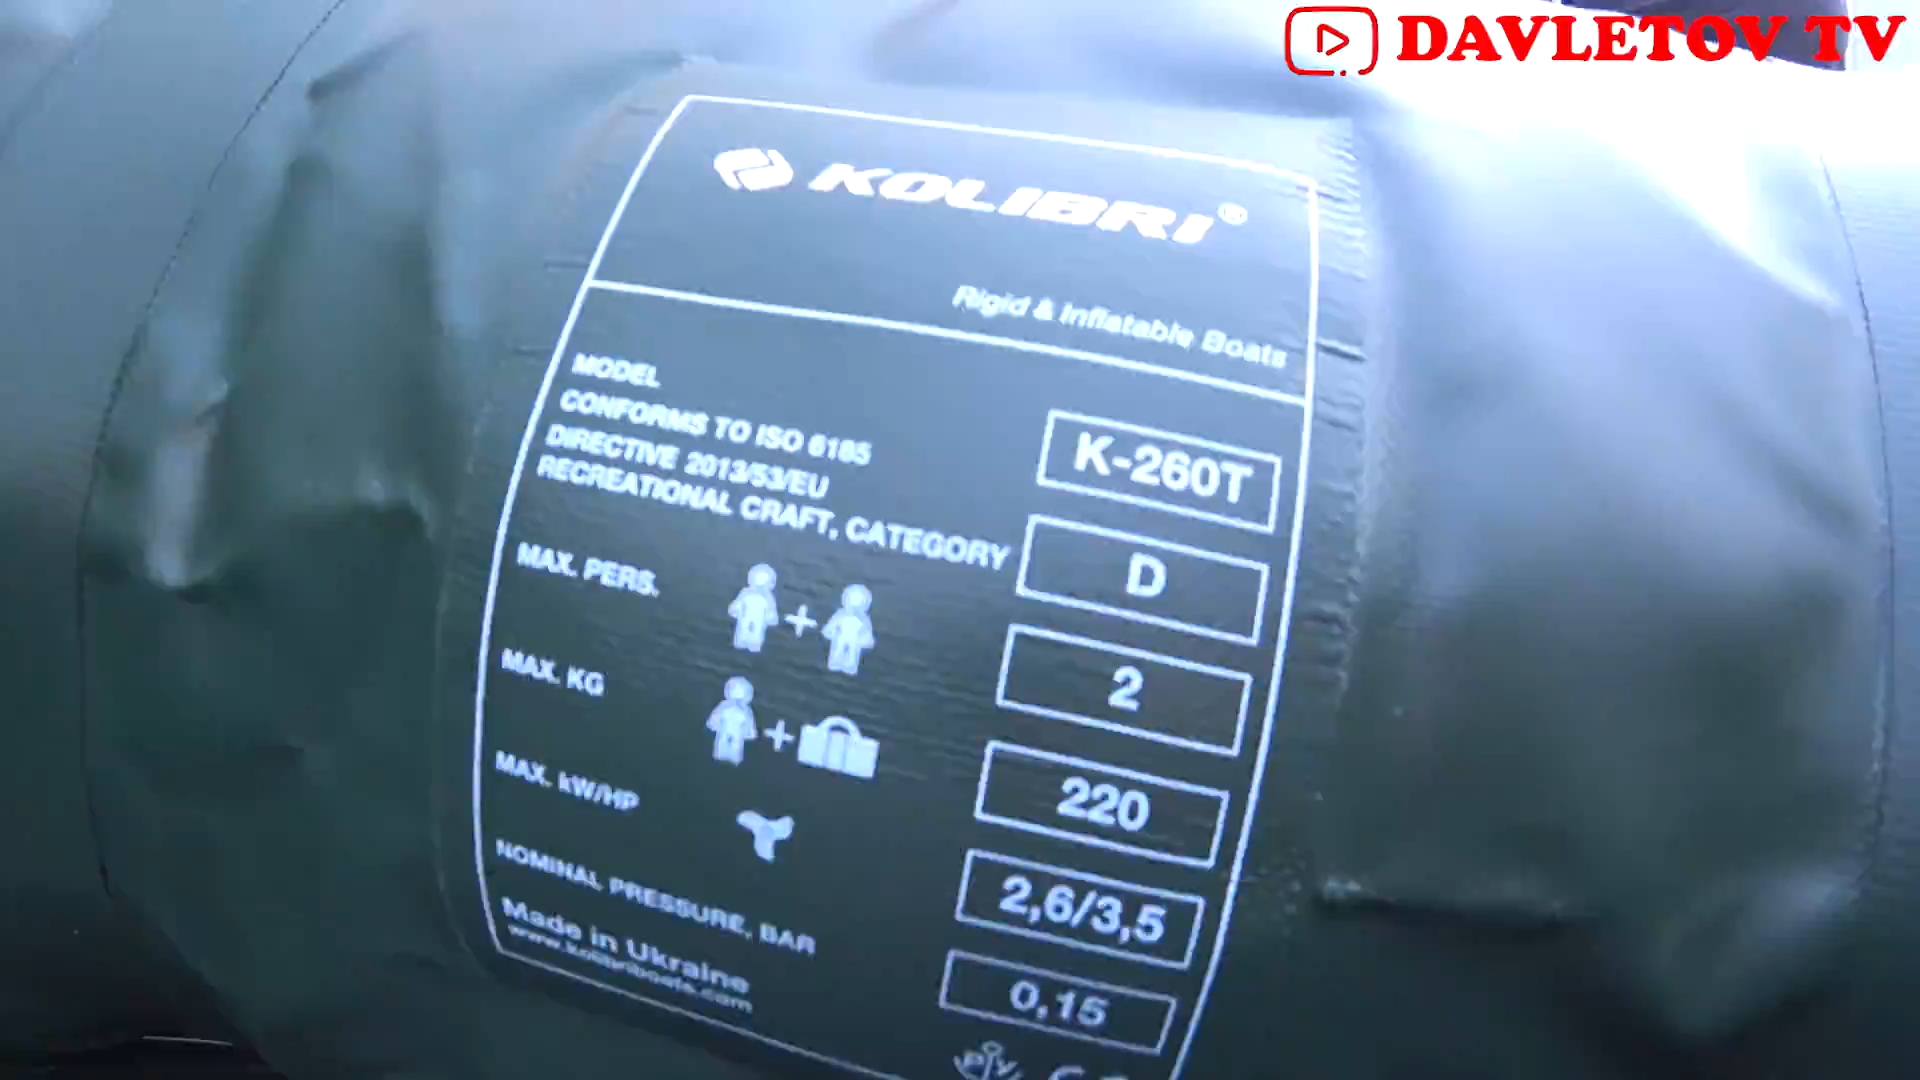 DAVLETOV TV
KOLIBRI®
Rigid & Inflatable Boats
MODEL
K-260T
CONFORMS TO ISO 6185
DIRECTIVE 2013/53/EU
RECREATIONAL CRAFT, CATEGORY
D
MAX. PERS.
+
2
MAX. KG
+
220
MAX. kW/HP
2,6/3,5
NOMINAL PRESSURE, BAR
0,15
Made in Ukraine
www.kolibriboats.com